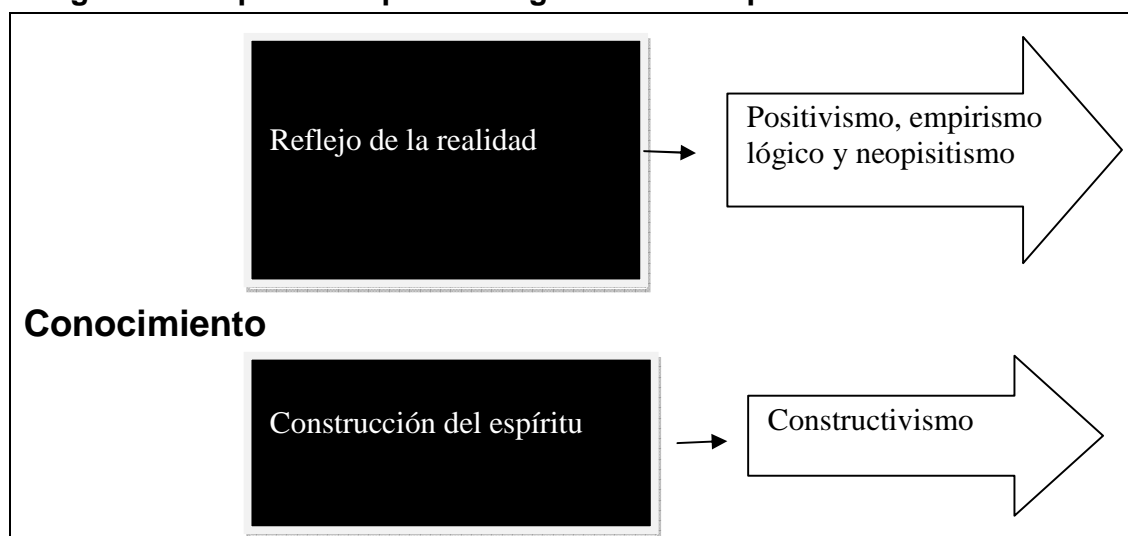 Reflejo de la realidad
Positivismo, empirismo
lógico y neopisitismo
Conocimiento
Construcción del espíritu
Constructivismo